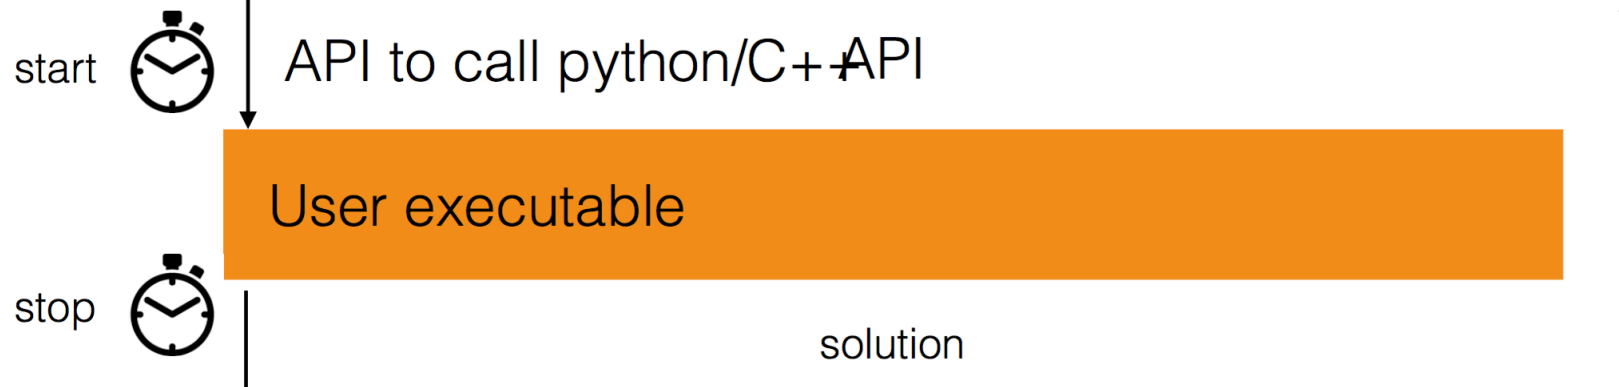 start
API to call python/C++API
User executable
stop
solution